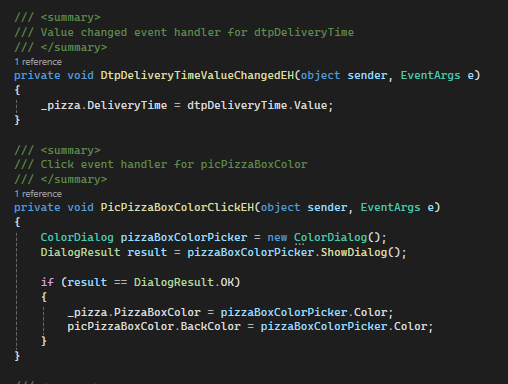 /// <summary>
/// Value changed event handler for dtpDeliveryTime
/// </summary>
1 reference
private void DtpDeliveryTimeValueChangedEH(object sender, EventArgs e)
{
    _pizza.DeliveryTime = dtpDeliveryTime.Value;
}
/// <summary>
/// Click event handler for picPizzaBoxColor
/// </summary>
1 reference
private void PicPizzaBoxColorClickEH(object sender, EventArgs e)
{
    ColorDialog pizzaBoxColorPicker = new ColorDialog();
    DialogResult result = pizzaBoxColorPicker.ShowDialog();
    if (result == DialogResult.OK)
    {
        _pizza.PizzaBoxColor = pizzaBoxColorPicker.Color;
        picPizzaBoxColor.BackColor = pizzaBoxColorPicker.Color;
    }
}